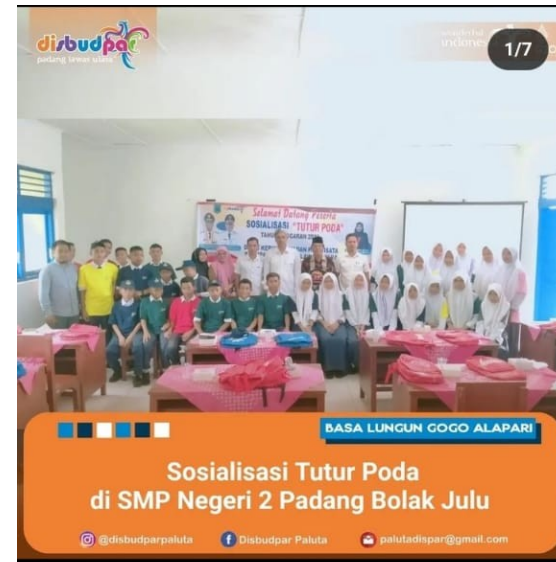 disbudpar
padang lawas utara
1/7
Selamat Datang Peserta
SOSIALISASI "TUTUR PODA"
BASA LUNGUN GOGO ALAPARI
Sosialisasi Tutur Poda
di SMP Negeri 2 Padang Bolak Julu
@disbudparpaluta
Disbudpar Paluta
palutadispar@gmail.com